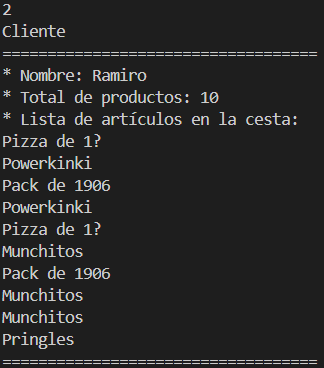 2
Cliente
===================================
* Nombre: Ramiro
* Total de productos: 10
* Lista de artículos en la cesta:
Pizza de 1?
Powerkinki
Pack de 1906
Powerkinki
Pizza de 1?
Munchitos
Pack de 1906
Munchitos
Munchitos
Pringles
===================================